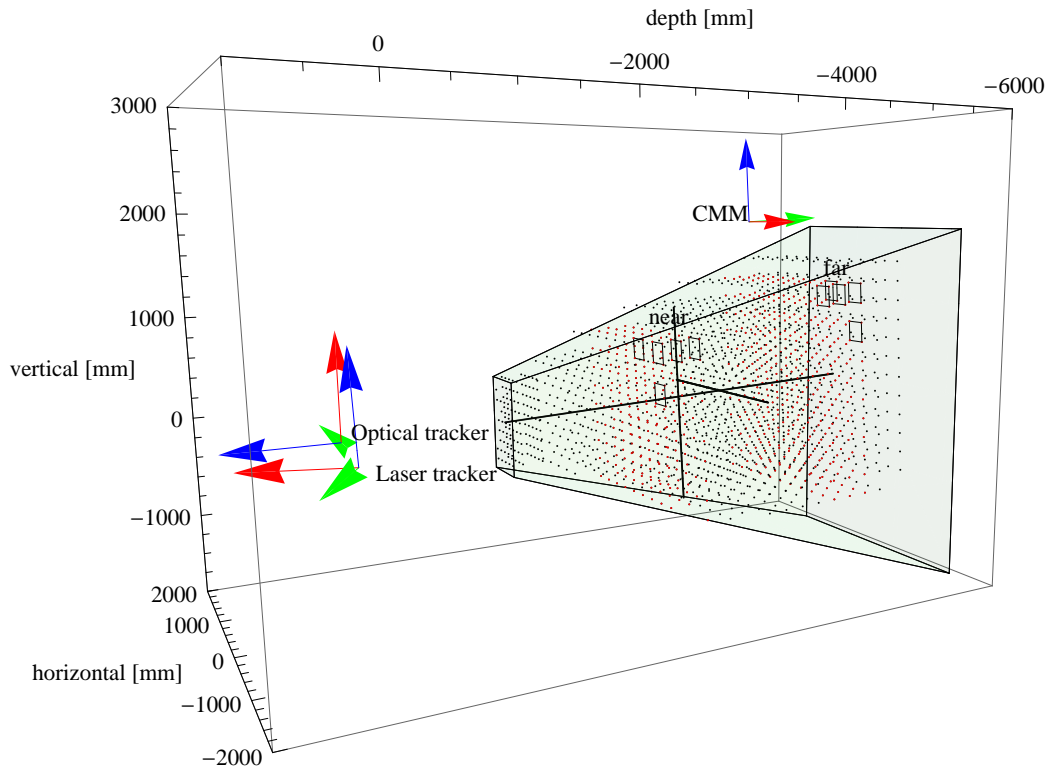 depth [mm]
0
−2000
−4000
−6000
3000
2000
1000
0
−1000
vertical [mm]
2000
1000
0
−1000
−2000
horizontal [mm]
CMM
far
near
Optical tracker
Laser tracker